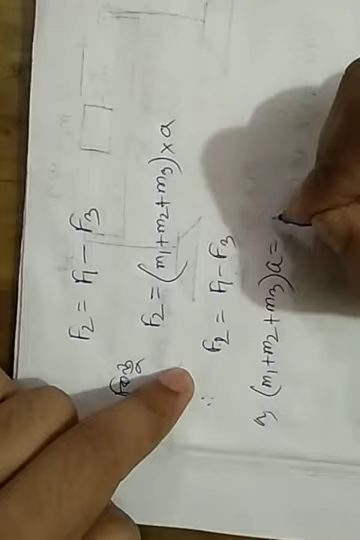 F₂ = F₁ - F₃
F₂ = (m₁+m₂+m₃) x a
∴ F₂ = F₁ - F₃
(m₁+m₂+m₃)a =